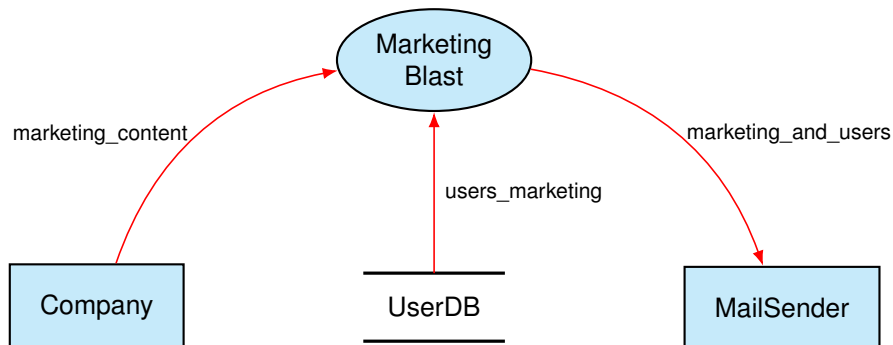 Marketing
Blast
marketing_content
marketing_and_users
users_marketing
Company
UserDB
MailSender